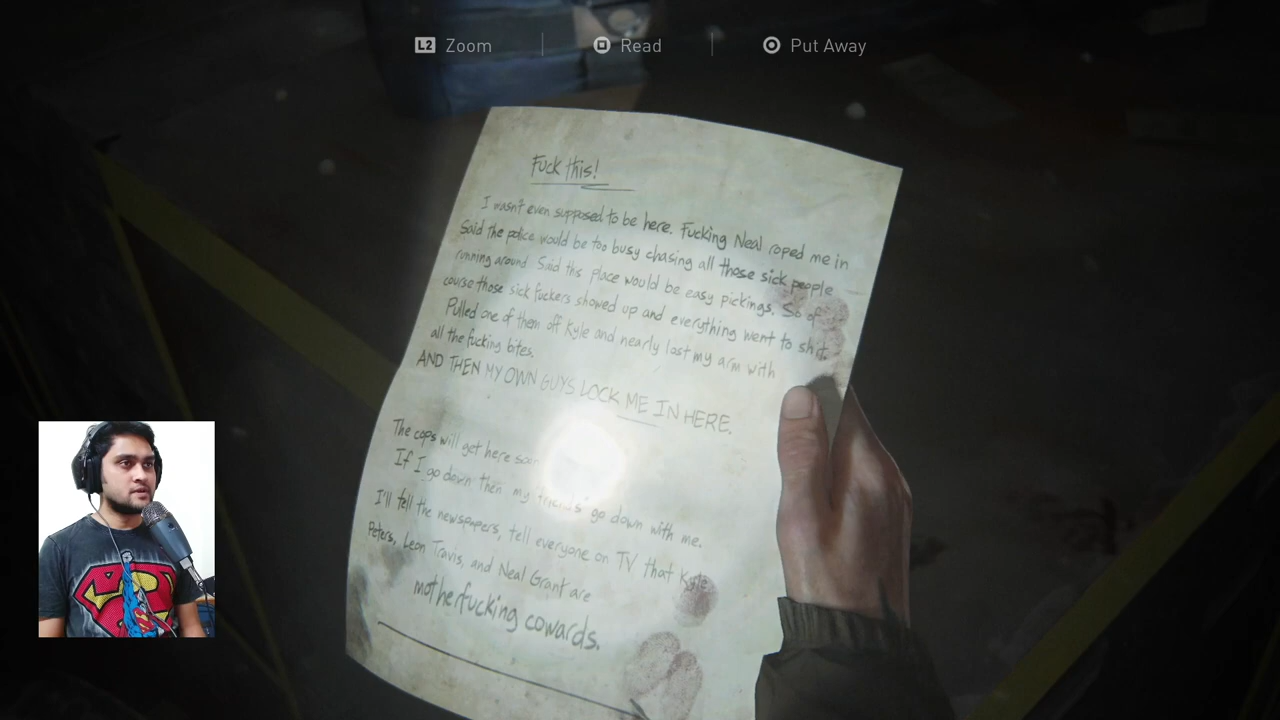 L2 Zoom
Read
Put Away
Fuck this!
I wasn't even supposed to be here. Fucking Neal roped me in
Said the police would be too busy chasing all those sick people
running around. Said this place would be easy pickings. So of
course those sick fuckers showed up and everything went to shit.
Pulled one of them off Kyle and nearly lost my arm with
all the fucking bites.
AND THEN MY OWN GUYS LOCK ME IN HERE.
The cops will get here soon
If I go down then my "friends" go down with me.
I'll tell the newspapers, tell everyone on TV that Kyle
Peters, Leon Travis, and Neal Grant are
motherfucking cowards.